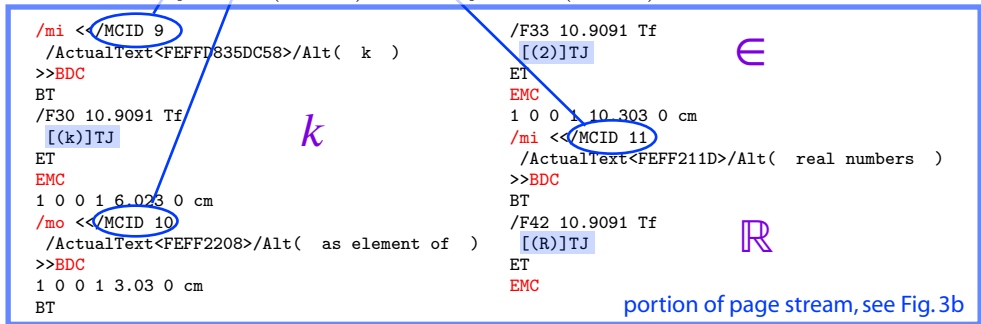 /mi <</MCID 9
/ActualText<FEFFD835DC58>/Alt(  k  )
>>BDC
BT
/F30 10.9091 Tf
[(k)]TJ
k
ET
EMC
1 0 0 1 6.023 0 cm
/mo <</MCID 10
/ActualText<FEFF2208>/Alt(  as element of  )
>>BDC
1 0 0 1 3.03 0 cm
BT
/F33 10.9091 Tf
[(2)]TJ
∈
ET
EMC
1 0 0 1 10.303 0 cm
/mi <</MCID 11
/ActualText<FEFF211D>/Alt(  real numbers  )
>>BDC
BT
/F42 10.9091 Tf
[(R)]TJ
ℝ
ET
EMC
portion of page stream, see Fig. 3b